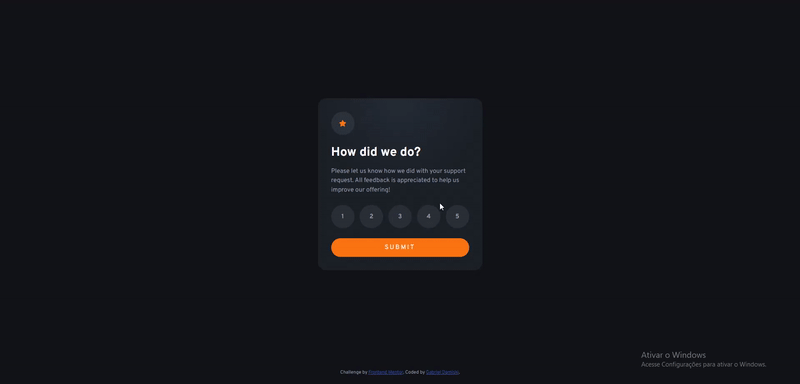 How did we do?
Please let us know how we did with your support
request. All feedback is appreciated to help us
improve our offering!
1 2 3 4 5
SUBMIT
Ativar o Windows
Acesse Configurações para ativar o Windows.
Challenge by Frontend Mentor. Coded by Gabriel